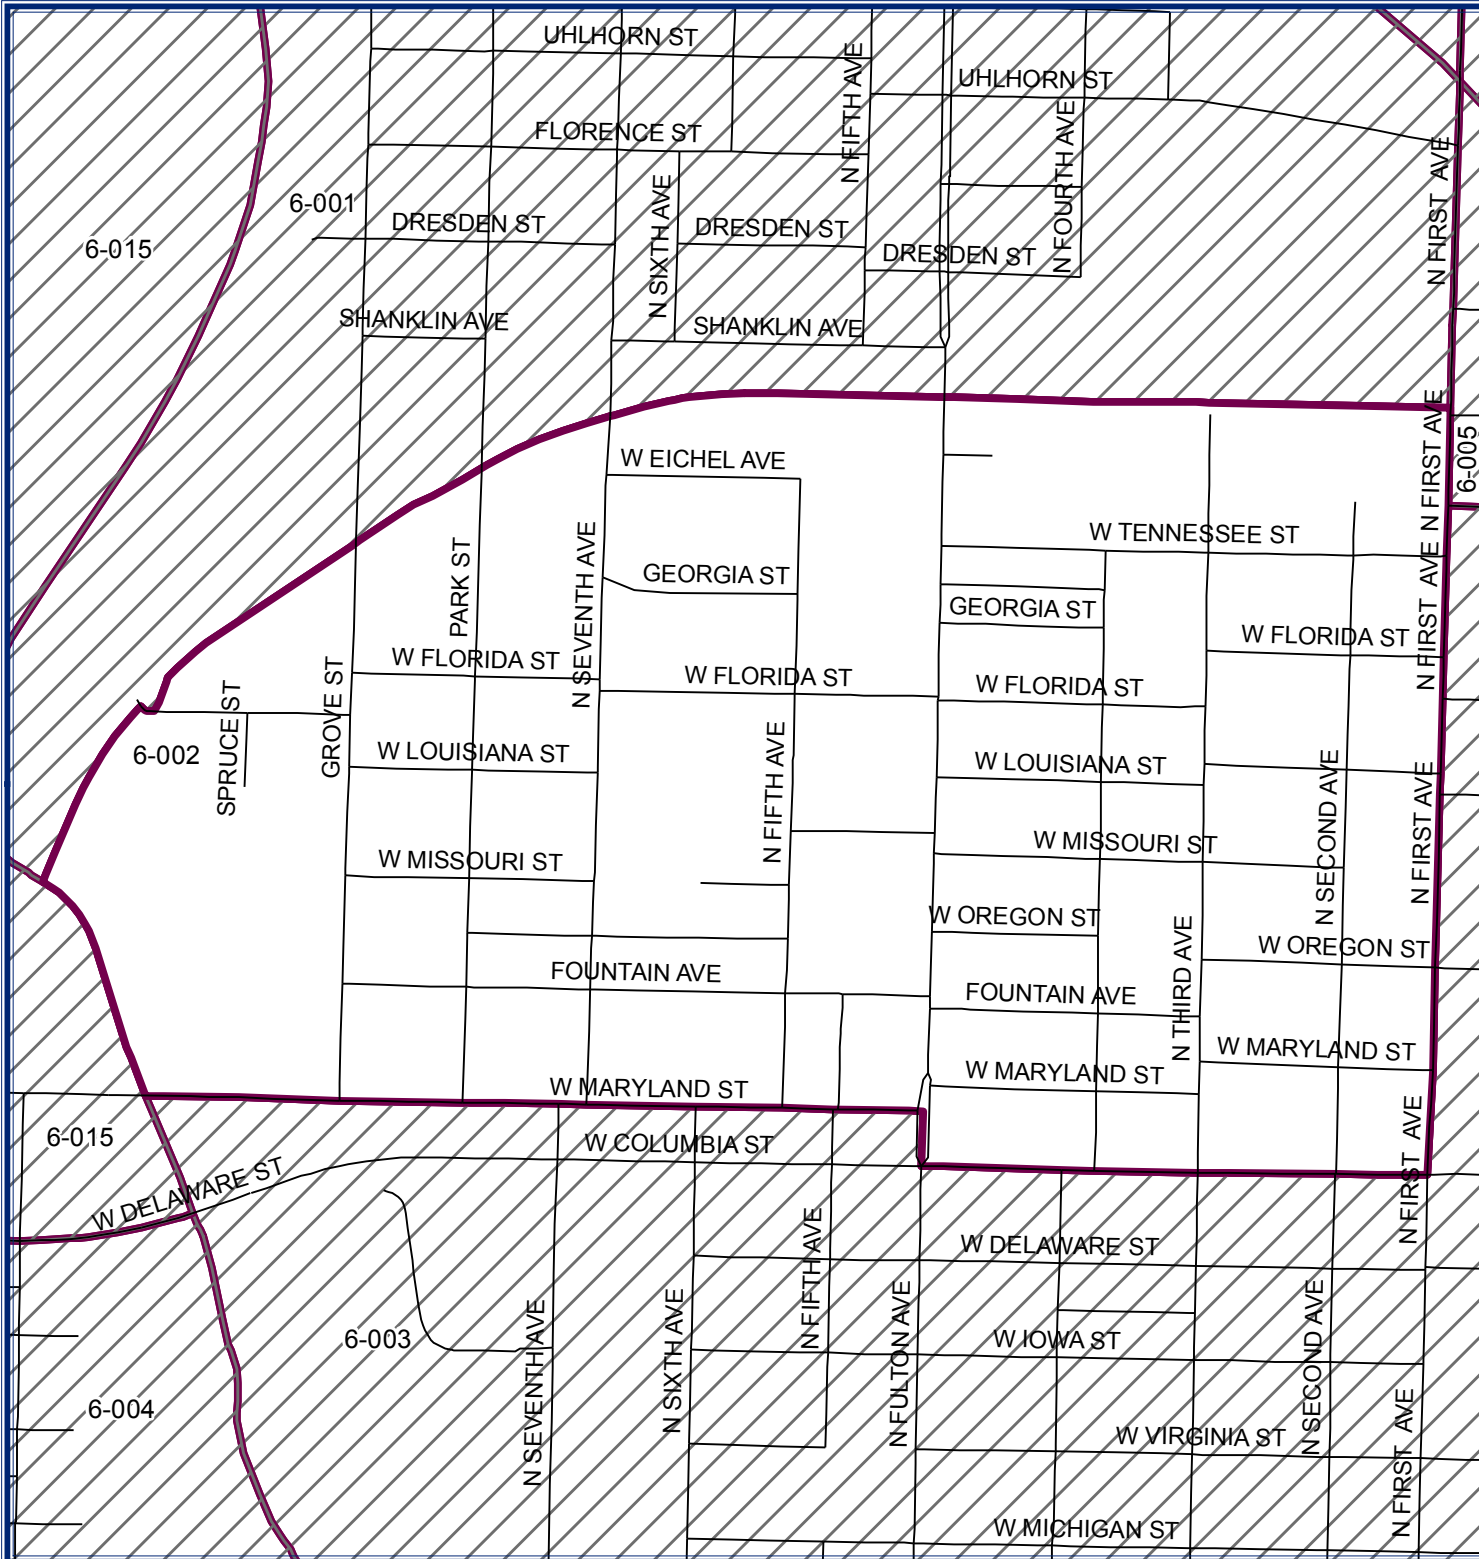 UHLHORN ST
UHLHORN ST
N FIFTH AVE
FLORENCE ST
N FOURTH AVE
N FIRST AVE
6-001
N SIXTH AVE
DRESDEN ST
DRESDEN ST
DRESDEN ST
6-015
SHANKLIN AVE
SHANKLIN AVE
N FIRST AVE
6-005
W EICHEL AVE
W TENNESSEE ST
PARK ST
N SEVENTH AVE
GEORGIA ST
GEORGIA ST
N FIRST AVE
W FLORIDA ST
W FLORIDA ST
W FLORIDA ST
W FLORIDA ST
SPRUCE ST
GROVE ST
6-002
W LOUISIANA ST
N FIFTH AVE
W LOUISIANA ST
N SECOND AVE
N FIRST AVE
W MISSOURI ST
W MISSOURI ST
W OREGON ST
W OREGON ST
N THIRD AVE
FOUNTAIN AVE
FOUNTAIN AVE
W MARYLAND ST
W MARYLAND ST
W MARYLAND ST
6-015
W COLUMBIA ST
N FIRST AVE
W DELAWARE ST
W DELAWARE ST
N FIFTH AVE
6-003
N SEVENTH AVE
N SIXTH AVE
N FULTON AVE
W IOWA ST
N SECOND AVE
6-004
W VIRGINIA ST
N FIRST AVE
W MICHIGAN ST